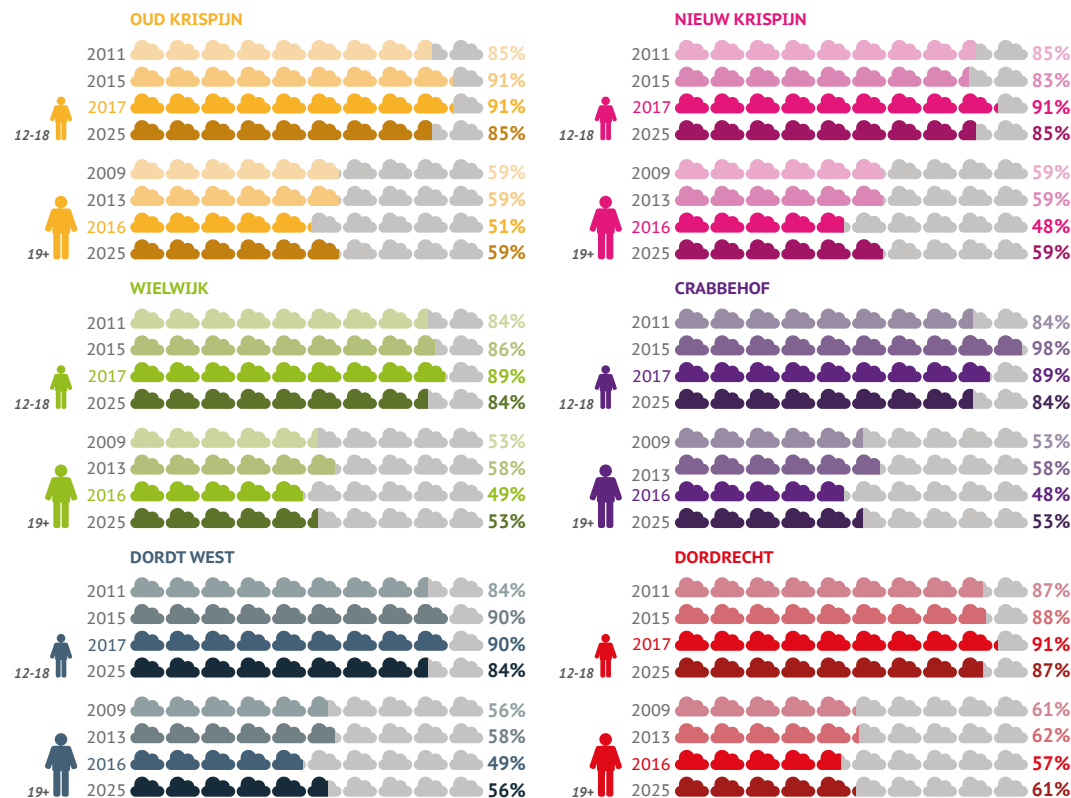 OUD KRISPIJN
2011 85%
2015 91%
2017 91%
12-18 2025 85%
2009 59%
2013 59%
2016 51%
19+ 2025 59%
NIEUW KRISPIJN
2011 85%
2015 83%
2017 91%
12-18 2025 85%
2009 59%
2013 59%
2016 48%
19+ 2025 59%
WIELWIJK
2011 84%
2015 86%
2017 89%
12-18 2025 84%
2009 53%
2013 58%
2016 49%
19+ 2025 53%
CRABBEHOF
2011 84%
2015 98%
2017 89%
12-18 2025 84%
2009 53%
2013 58%
2016 48%
19+ 2025 53%
DORDT WEST
2011 84%
2015 90%
2017 90%
12-18 2025 84%
2009 56%
2013 58%
2016 49%
19+ 2025 56%
DORDRECHT
2011 87%
2015 88%
2017 91%
12-18 2025 87%
2009 61%
2013 62%
2016 57%
19+ 2025 61%